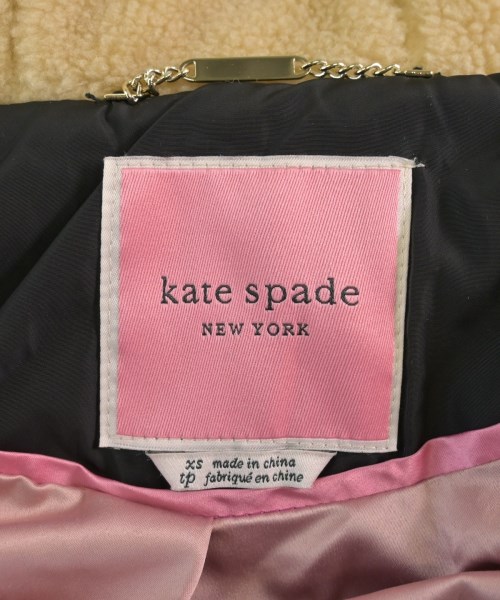 kate spade
NEW YORK
xs made in china
tp fabriqué en chine